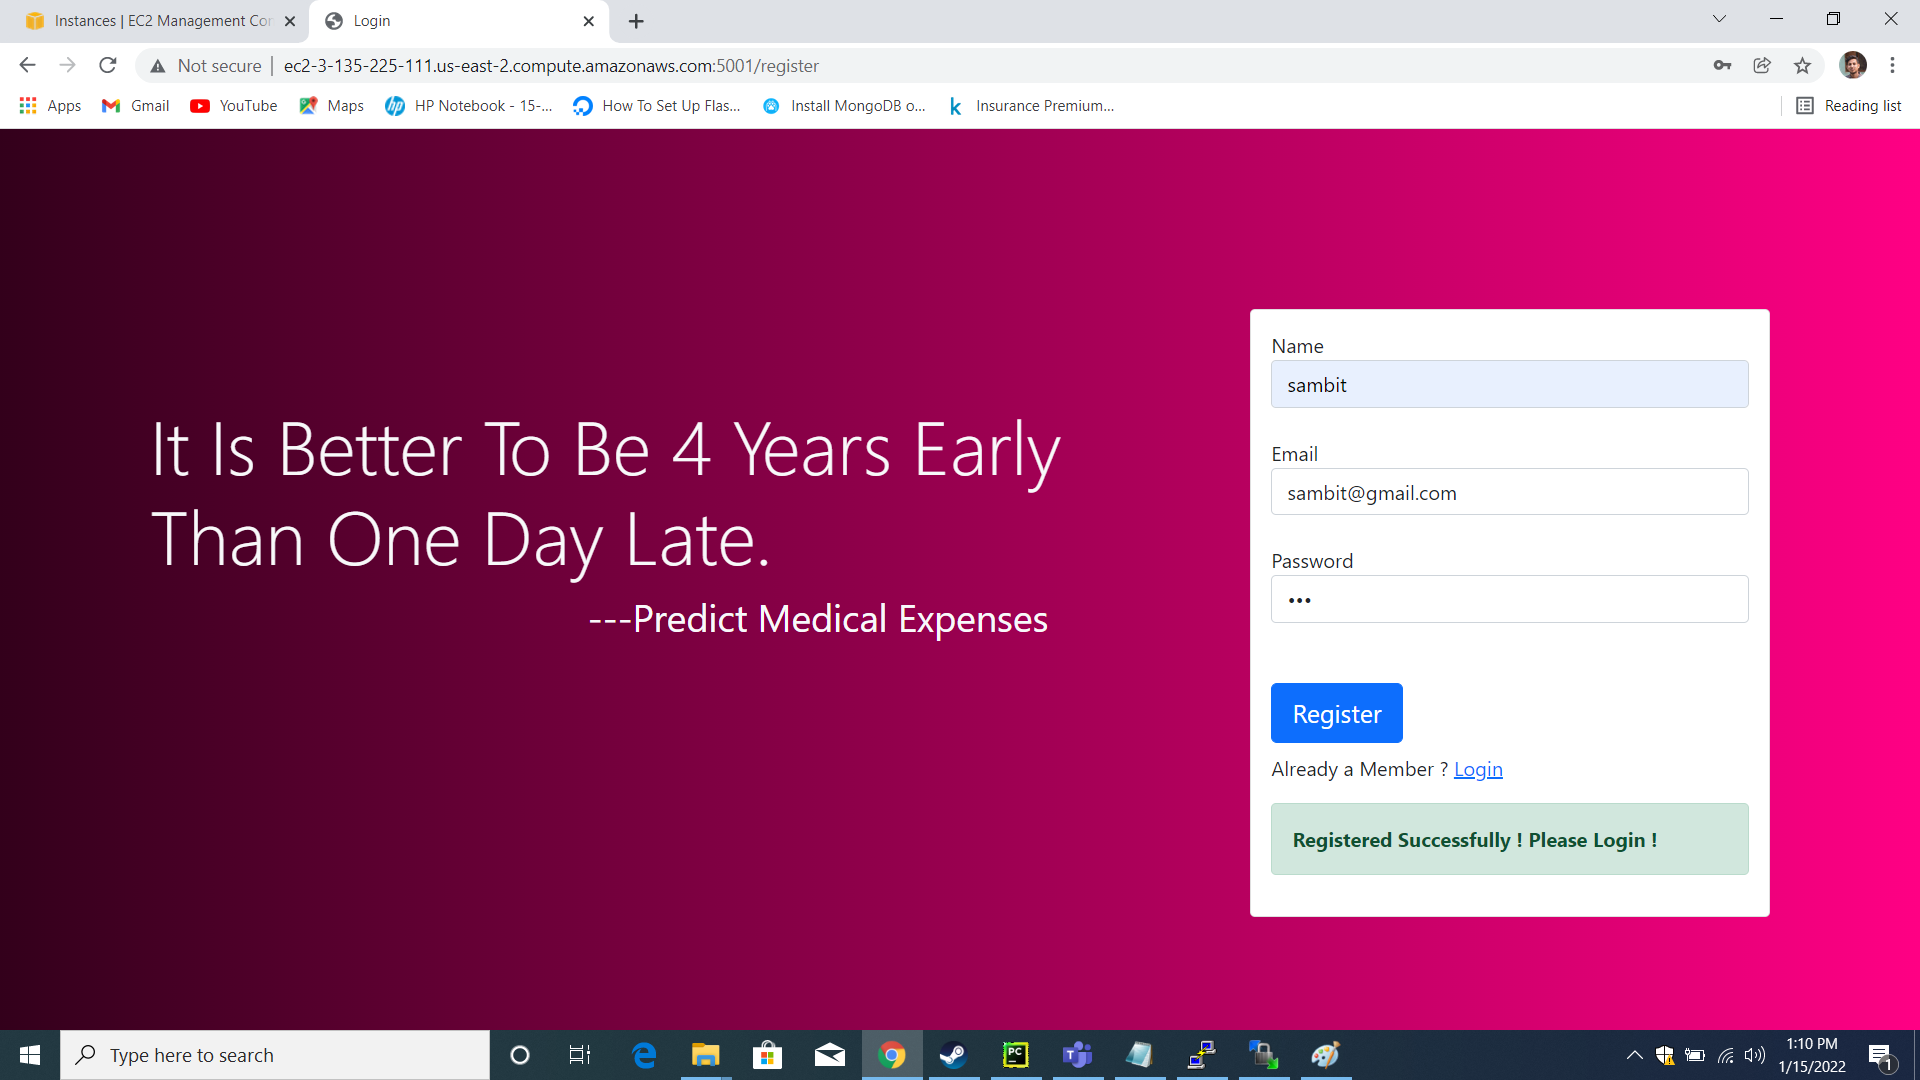 Instances | EC2 Management Con
Login
Not secure
ec2-3-135-225-111.us-east-2.compute.amazonaws.com:5001/register
Apps
Gmail
YouTube
Maps
HP Notebook - 15-...
How To Set Up Flas...
Install MongoDB o...
Insurance Premium...
Reading list
It Is Better To Be 4 Years Early
Than One Day Late.
---Predict Medical Expenses
Name
sambit
Email
sambit@gmail.com
Password
•••
Register
Already a Member ? Login
Registered Successfully ! Please Login !
Type here to search
1:10 PM
1/15/2022
1